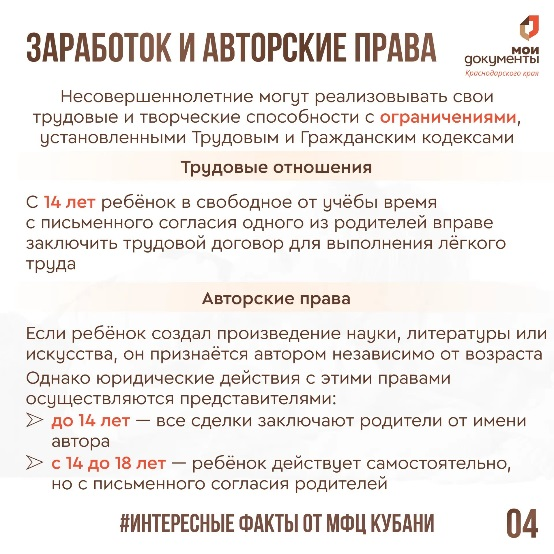 ЗАРАБОТОК И АВТОРСКИЕ ПРАВА
МОИ
ДОКУМЕНТЫ
Краснодарского края
Несовершеннолетние могут реализовывать свои
трудовые и творческие способности с ограничениями,
установленными Трудовым и Гражданским кодексами
Трудовые отношения
С 14 лет ребёнок в свободное от учёбы время
с письменного согласия одного из родителей вправе
заключить трудовой договор для выполнения лёгкого
труда
Авторские права
Если ребёнок создал произведение науки, литературы или
искусства, он признаётся автором независимо от возраста
Однако юридические действия с этими правами
осуществляются представителями:
до 14 лет — все сделки заключают родители от имени
автора
с 14 до 18 лет — ребёнок действует самостоятельно,
но с письменного согласия родителей
#ИНТЕРЕСНЫЕ ФАКТЫ ОТ МФЦ КУБАНИ
04